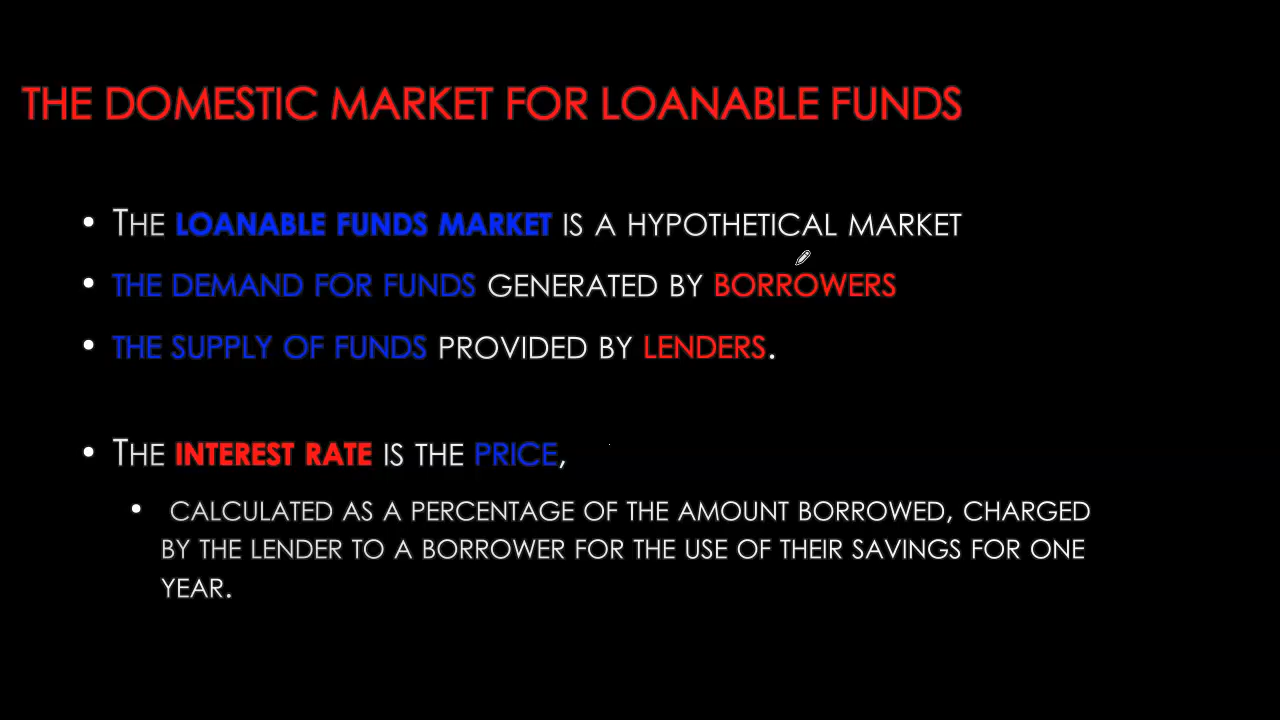 THE DOMESTIC MARKET FOR LOANABLE FUNDS
• THE LOANABLE FUNDS MARKET IS A HYPOTHETICAL MARKET
• THE DEMAND FOR FUNDS GENERATED BY BORROWERS
• THE SUPPLY OF FUNDS PROVIDED BY LENDERS.
• THE INTEREST RATE IS THE PRICE,
• CALCULATED AS A PERCENTAGE OF THE AMOUNT BORROWED, CHARGED
BY THE LENDER TO A BORROWER FOR THE USE OF THEIR SAVINGS FOR ONE
YEAR.